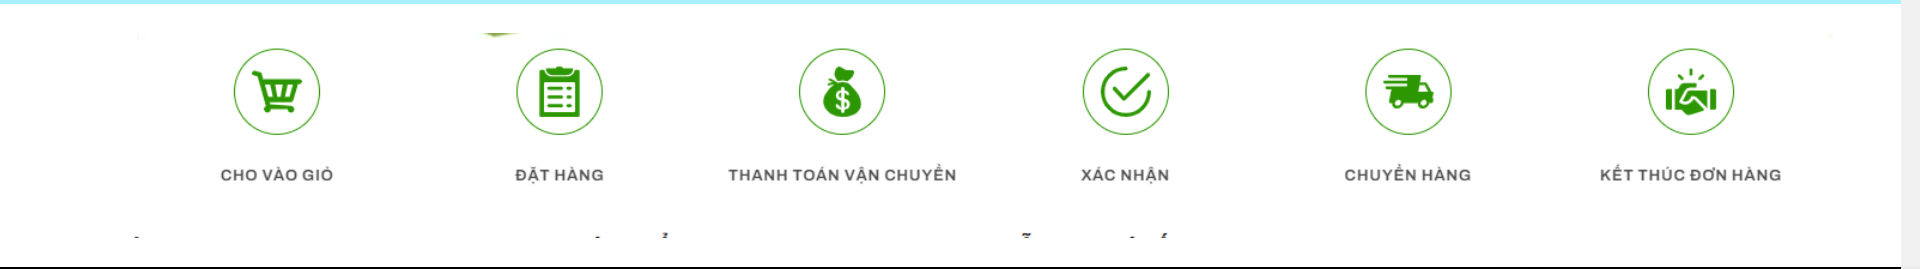 CHO VÀO GIỎ
ĐẶT HÀNG
THANH TOÁN VẬN CHUYỂN
XÁC NHẬN
CHUYỂN HÀNG
KẾT THÚC ĐƠN HÀNG